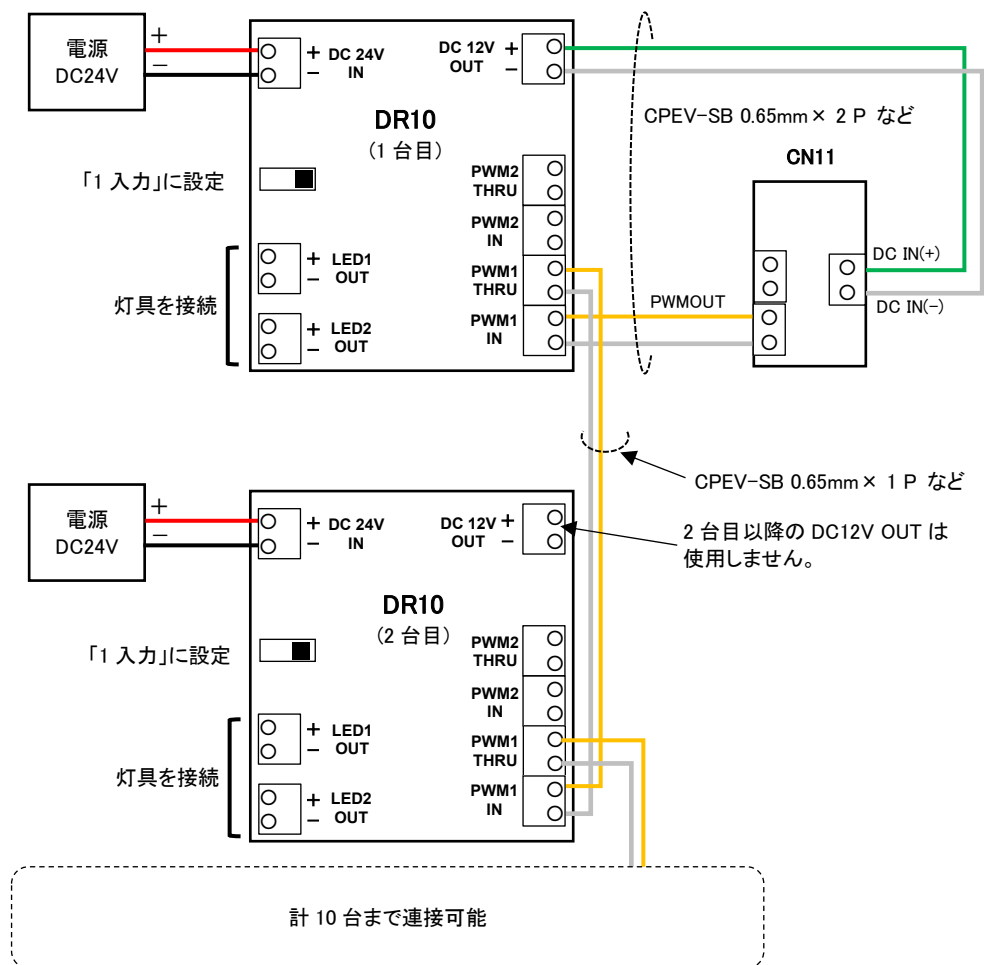 電源
DC24V
+
−
+ DC 24V
− IN
DC 12V +
OUT −
DR10
(1 台目)
「1 入力」に設定
PWM2
THRU
PWM2
IN
PWM1
THRU
PWM1
IN
+ LED1
− OUT
+ LED2
− OUT
灯具を接続
CPEV-SB 0.65mm× 2 P など
CN11
DC IN(+)
DC IN(-)
PWMOUT
CPEV-SB 0.65mm× 1 P など
電源
DC24V
+
−
+ DC 24V
− IN
DC 12V +
OUT −
2 台目以降の DC12V OUT は
使用しません。
DR10
(2 台目)
「1 入力」に設定
PWM2
THRU
PWM2
IN
PWM1
THRU
PWM1
IN
+ LED1
− OUT
+ LED2
− OUT
灯具を接続
計 10 台まで連接可能